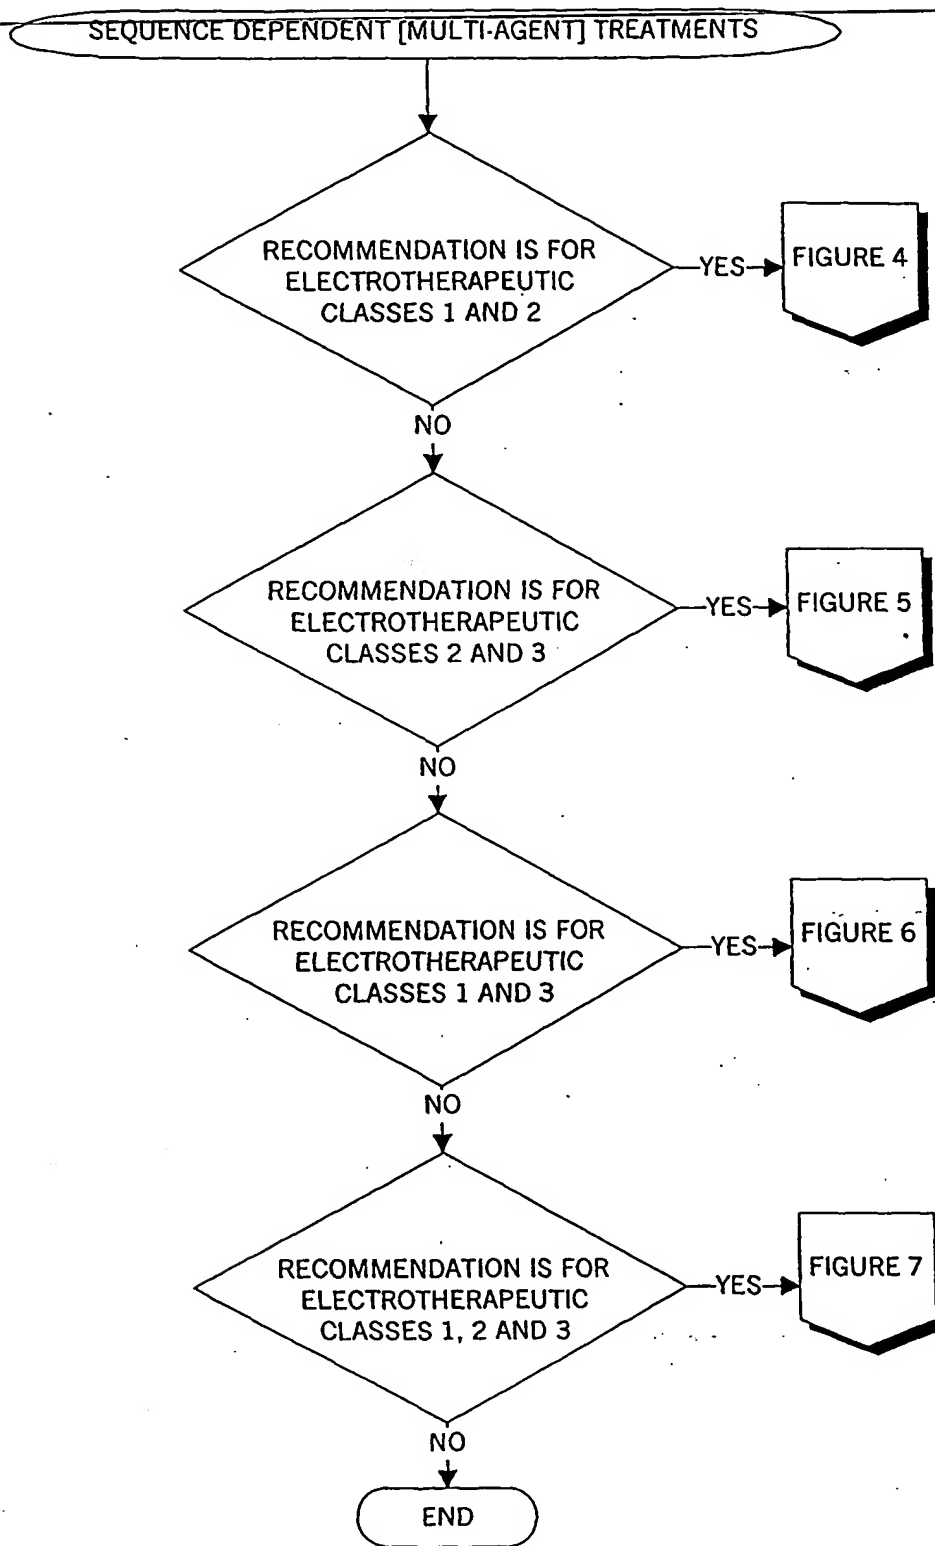 SEQUENCE DEPENDENT [MULTI-AGENT] TREATMENTS
RECOMMENDATION IS FOR
ELECTROTHERAPEUTIC
CLASSES 1 AND 2
YES
FIGURE 4
NO
RECOMMENDATION IS FOR
ELECTROTHERAPEUTIC
CLASSES 2 AND 3
YES
FIGURE 5
NO
RECOMMENDATION IS FOR
ELECTROTHERAPEUTIC
CLASSES 1 AND 3
YES
FIGURE 6
NO
RECOMMENDATION IS FOR
ELECTROTHERAPEUTIC
CLASSES 1, 2 AND 3
YES
FIGURE 7
NO
END